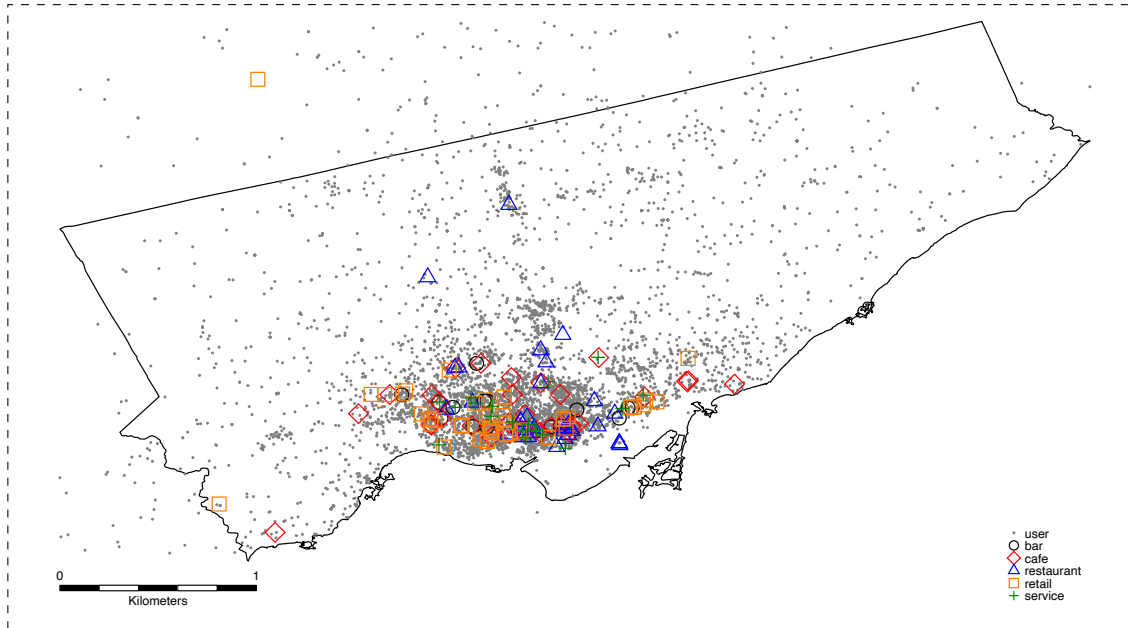 user
bar
cafe
restaurant
retail
service
0 1
Kilometers